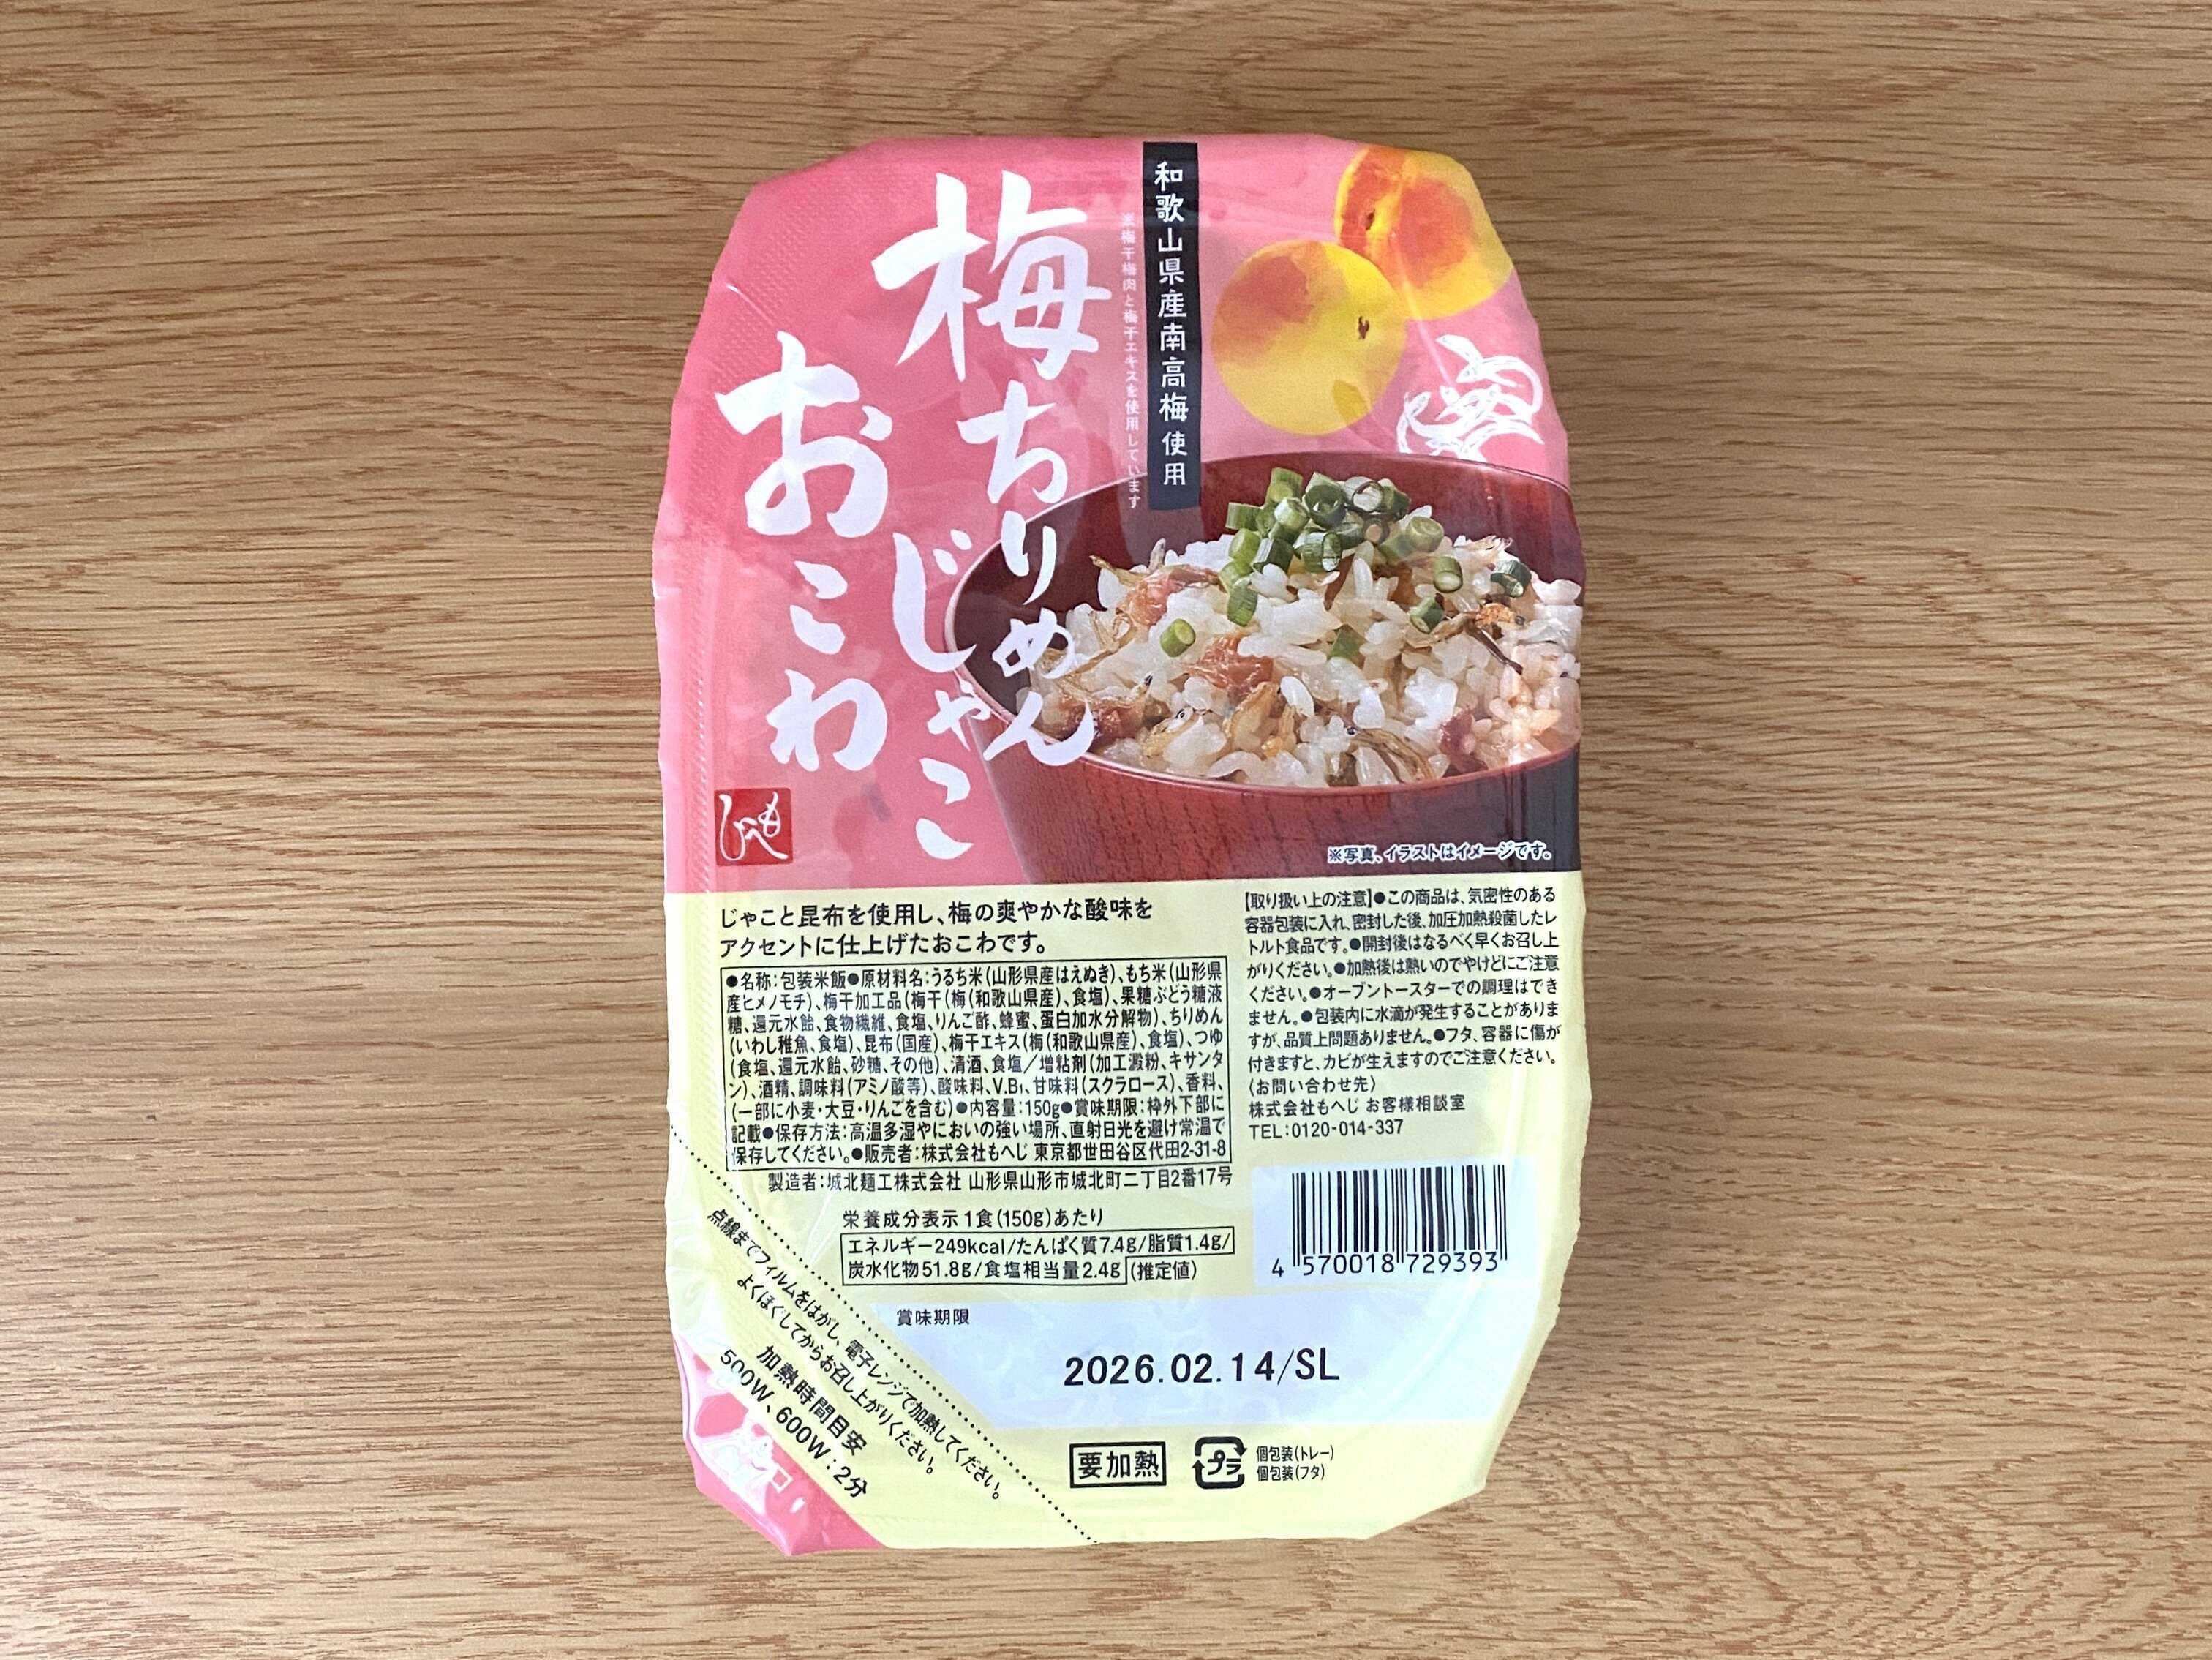 和歌山県産南高梅使用
※梅干梅肉と梅干エキスを使用しています
梅ちりめん
じゃこ
おこわ
もへじ
※写真、イラストはイメージです。
じゃこと昆布を使用し、梅の爽やかな酸味を
アクセントに仕上げたおこわです。
●名称:包装米飯●原材料名:うるち米(山形県産はえぬき)、もち米(山形県
産ヒメノモチ)、梅干加工品(梅干(梅(和歌山県産)、食塩)、果糖ぶどう糖液
糖、還元水飴、食物繊維、食塩、りんご酢、蜂蜜、蛋白加水分解物)、ちりめん
(いわし稚魚、食塩)、昆布(国産)、梅干エキス(梅(和歌山県産)、食塩)、つゆ
(食塩、還元水飴、砂糖、その他)、清酒、食塩/増粘剤(加工澱粉、キサンタ
ン)、酒精、調味料(アミノ酸等)、酸味料、V.B₁、甘味料(スクラロース)、香料、
(一部に小麦・大豆・りんごを含む)●内容量:150g●賞味期限:枠外下部に
記載●保存方法:高温多湿やにおいの強い場所、直射日光を避け常温で
保存してください。●販売者:株式会社もへじ 東京都世田谷区代田2-31-8
製造者:城北麺工株式会社 山形県山形市城北町二丁目2番17号
栄養成分表示 1食(150g)あたり
エネルギー249kcal/たんぱく質7.4g/脂質1.4g/
炭水化物51.8g/食塩相当量2.4g (推定値)
【取り扱い上の注意】●この商品は、気密性のある
容器包装に入れ、密封した後、加圧加熱殺菌したレ
トルト食品です。●開封後はなるべく早くお召し上
がりください。●加熱後は熱いのでやけどにご注意
ください。●オーブントースターでの調理はでき
ません。●包装内に水滴が発生することがありま
すが、品質上問題ありません。●フタ、容器に傷が
付きますと、カビが生えますのでご注意ください。
〈お問い合わせ先〉
株式会社もへじ お客様相談室
TEL:0120-014-337
4 570018 729393
賞味期限
2026.02.14/SL
点線までフィルムをはがし、電子レンジで加熱してください。
よくほぐしてからお召し上がりください。
加熱時間目安
500W、600W:2分
要加熱
プラ
個包装(トレー)
個包装(フタ)